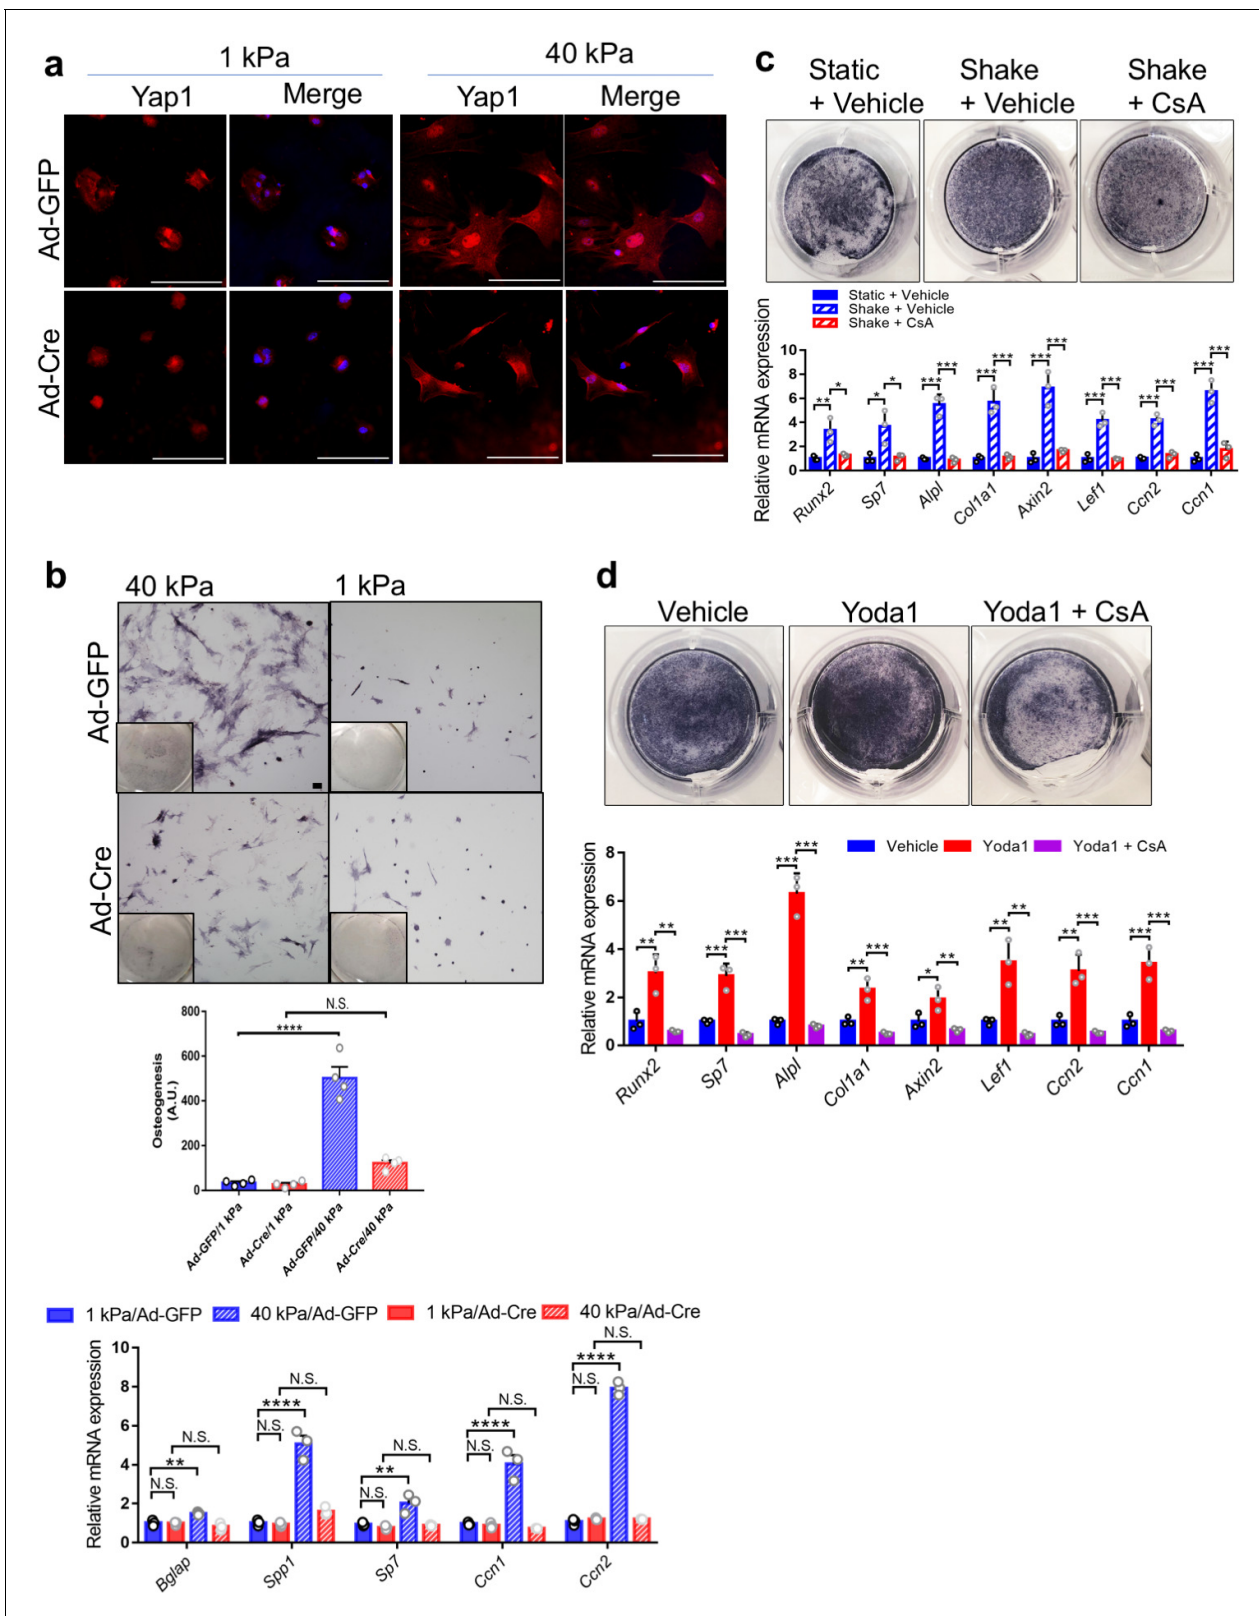 a
1 kPa
40 kPa
Yap1
Merge
Yap1
Merge
Ad-GFP
Ad-Cre
c
Static
+ Vehicle
Shake
+ Vehicle
Shake
+ CsA
Static + Vehicle
Shake + Vehicle
Shake + CsA
Relative mRNA expression
10
8
6
4
2
0
** * * * *** *** *** *** *** *** *** *** *** *** *** ***
Runx2 Sp7 Alpl Col1a1 Axin2 Lef1 Ccn2 Ccn1
b
40 kPa
1 kPa
Ad-GFP
Ad-Cre
Osteogenesis
(A.U.)
800
600
400
200
0
N.S.
****
Ad-GFP/1 kPa Ad-Cre/1 kPa Ad-GFP/40 kPa Ad-Cre/40 kPa
1 kPa/Ad-GFP 40 kPa/Ad-GFP 1 kPa/Ad-Cre 40 kPa/Ad-Cre
Relative mRNA expression
10
8
6
4
2
0
N.S. ** N.S.
N.S. **** N.S.
N.S. ** N.S.
N.S. **** N.S.
N.S. **** N.S.
Bglap Spp1 Sp7 Ccn1 Ccn2
d
Vehicle
Yoda1
Yoda1 + CsA
Vehicle Yoda1 Yoda1 + CsA
Relative mRNA expression
8
6
4
2
0
** ** *** *** *** *** ** *** * ** ** ** ** *** *** ***
Runx2 Sp7 Alpl Col1a1 Axin2 Lef1 Ccn2 Ccn1